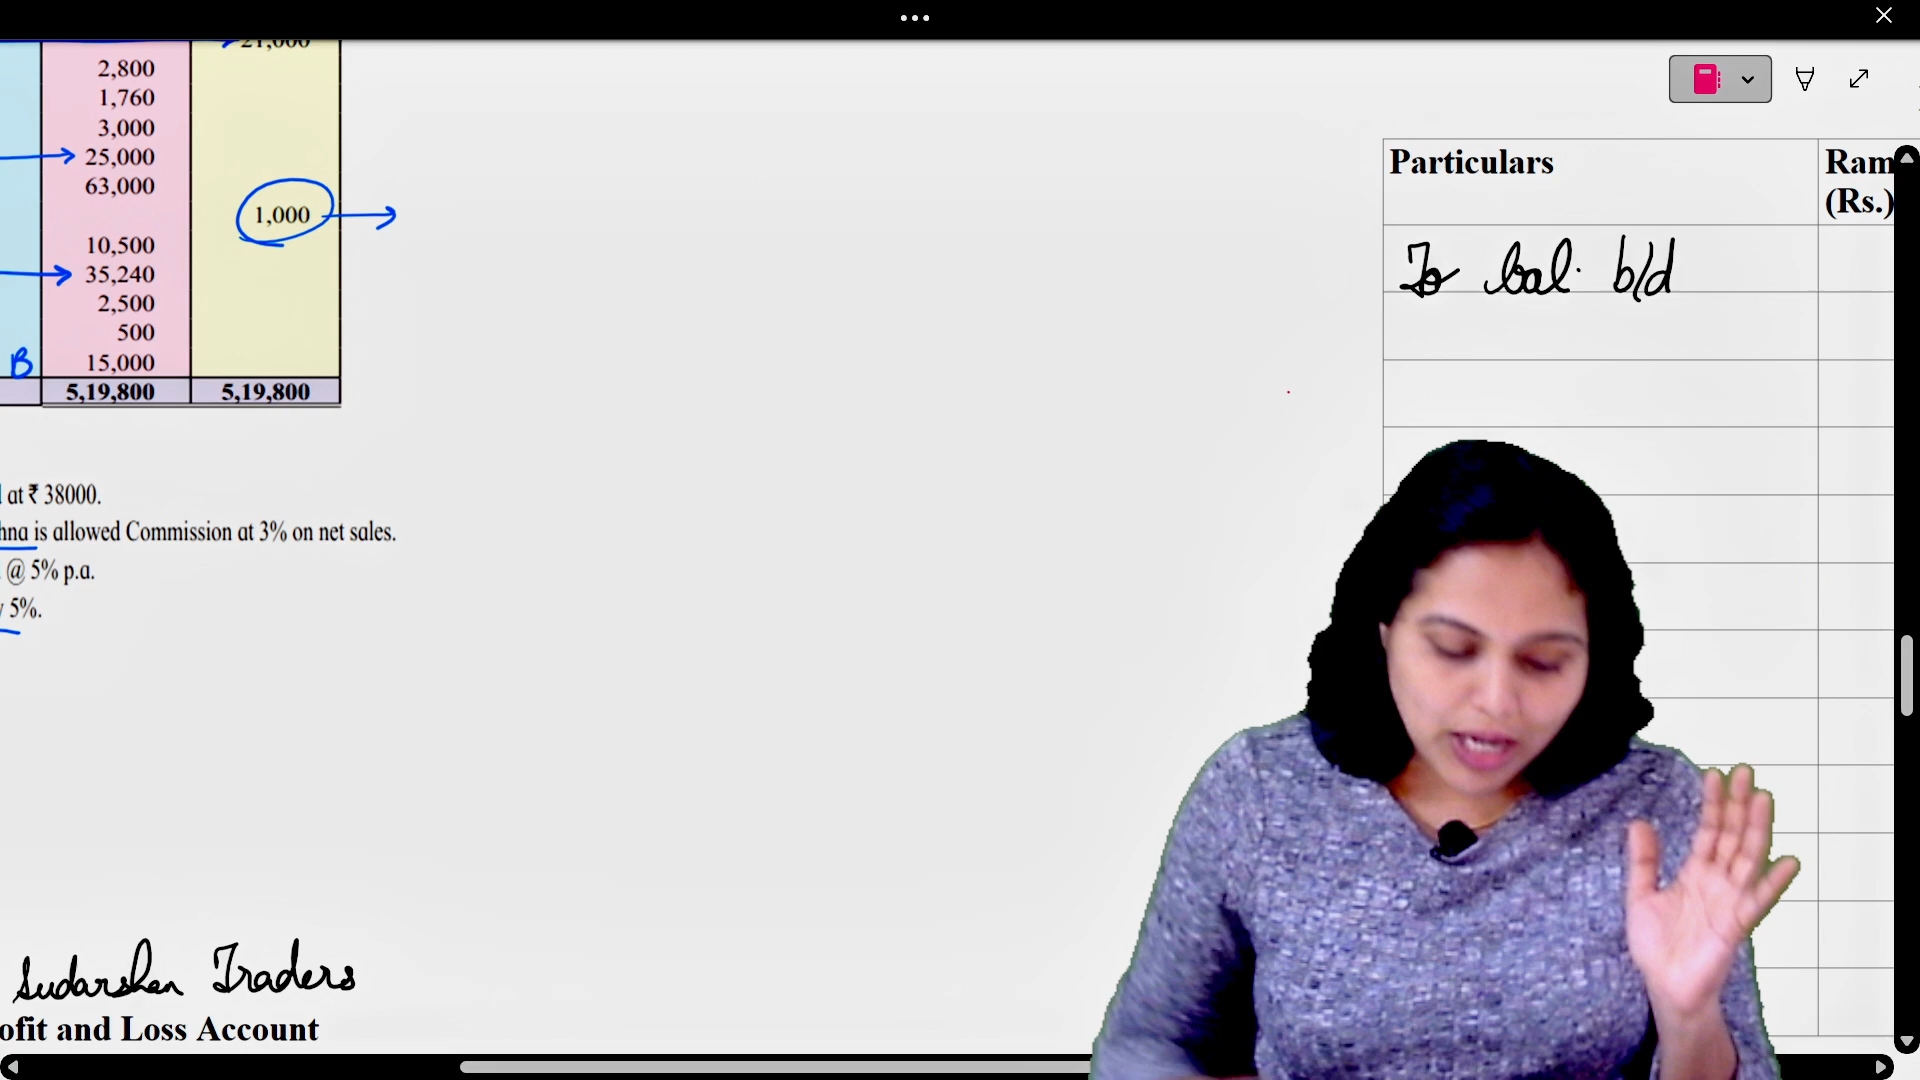 21,000
2,800
1,760
3,000
25,000
63,000
1,000
10,500
35,240
2,500
500
B 15,000
5,19,800 5,19,800
at ₹ 38000.
hna is allowed Commission at 3% on net sales.
@ 5% p.a.
5%.
Sudarshan Traders
ofit and Loss Account
Particulars Ram
(Rs.)
To bal. b/d